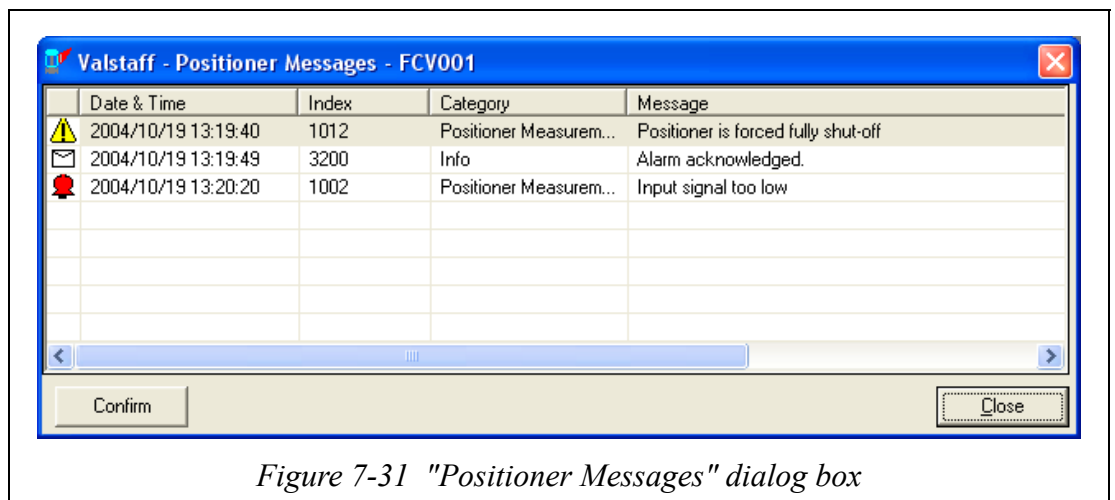 Valstaff - Positioner Messages - FCV001
Date & Time Index Category Message
2004/10/19 13:19:40 1012 Positioner Measurem... Positioner is forced fully shut-off
2004/10/19 13:19:49 3200 Info Alarm acknowledged.
2004/10/19 13:20:20 1002 Positioner Measurem... Input signal too low
Confirm Close
Figure 7-31 "Positioner Messages" dialog box